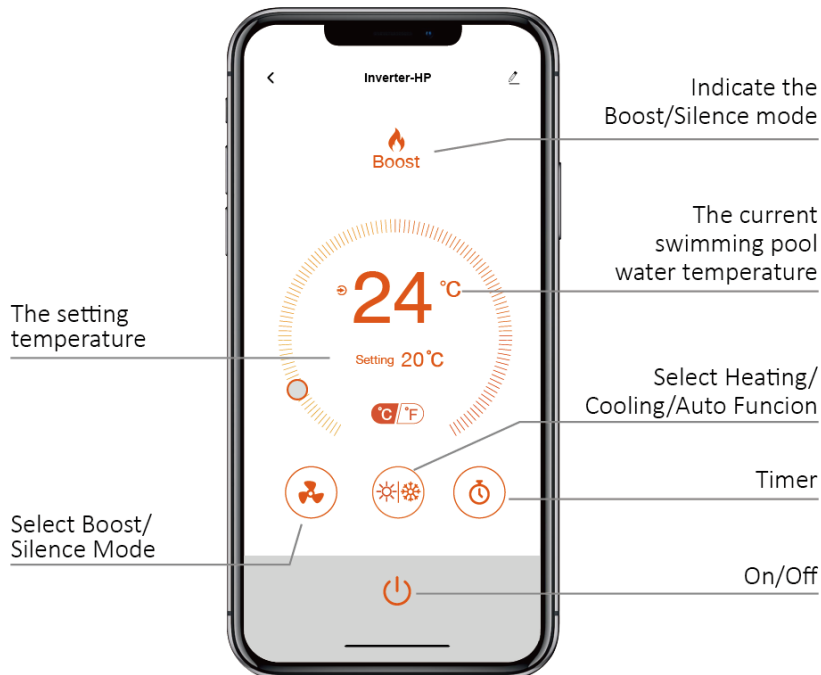 Inverter-HP
Indicate the
Boost/Silence mode
Boost
The current
swimming pool
water temperature
24 °C
The setting
temperature
Setting 20°C
°C/°F
Select Heating/
Cooling/Auto Funcion
Timer
Select Boost/
Silence Mode
On/Off